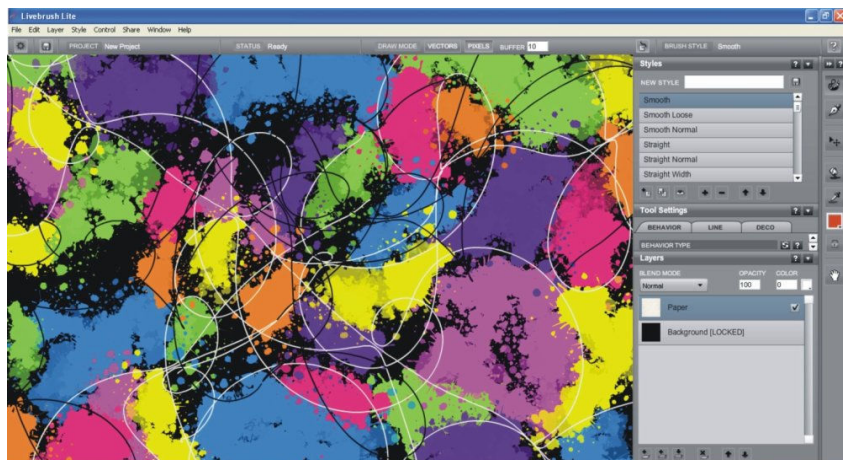 Livebrush Lite
File Edit Layer Style Control Share Window Help
PROJECT New Project STATUS Ready DRAW MODE VECTORS PIXELS BUFFER 10 BRUSH STYLE Smooth
Styles
NEW STYLE
Smooth
Smooth Loose
Smooth Normal
Straight
Straight Normal
Straight Width
Tool Settings
BEHAVIOR LINE DECO
BEHAVIOR TYPE
Layers
BLEND MODE OPACITY COLOR
Normal 100 0
Paper
Background [LOCKED]